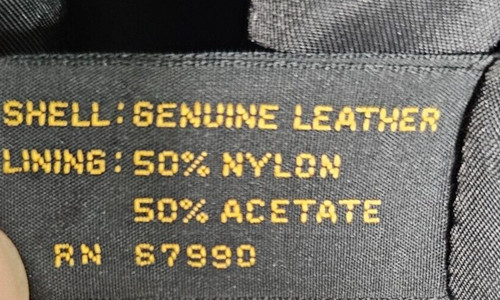 SHELL: GENUINE LEATHER
LINING: 50% NYLON
50% ACETATE
RN 67990